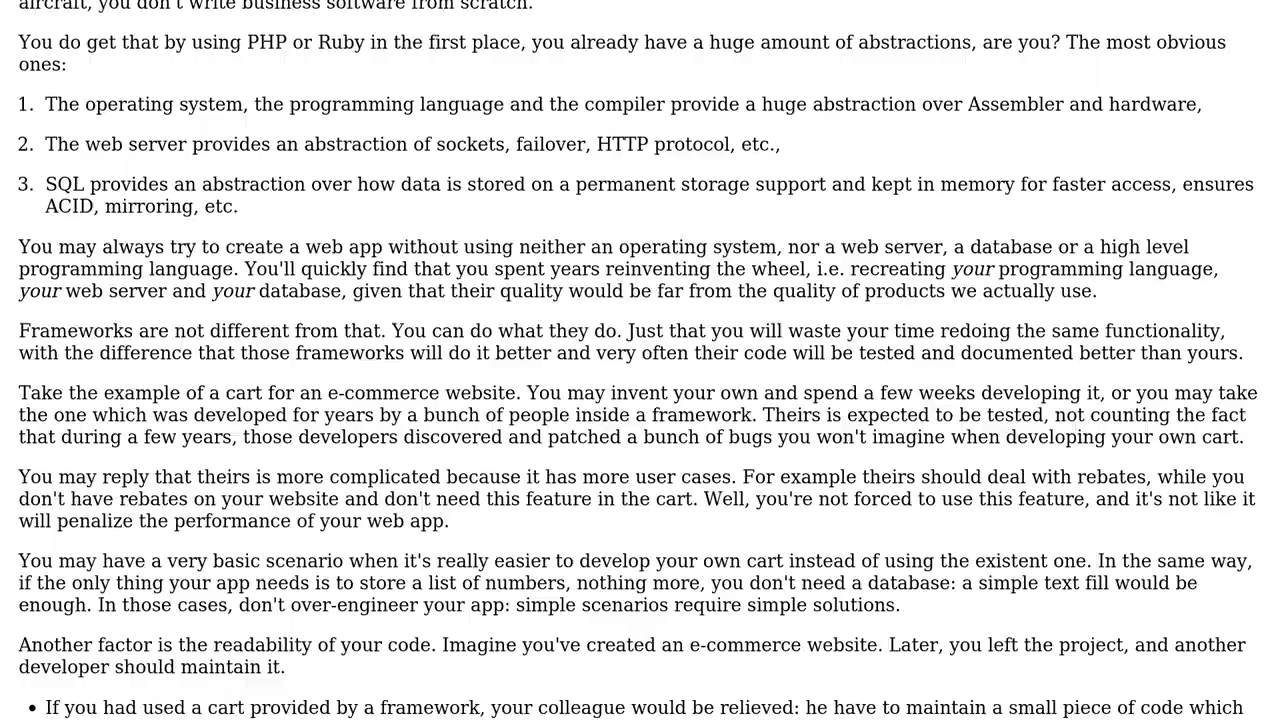 aircraft, you don't write business software from scratch.
You do get that by using PHP or Ruby in the first place, you already have a huge amount of abstractions, are you? The most obvious
ones:
1. The operating system, the programming language and the compiler provide a huge abstraction over Assembler and hardware,
2. The web server provides an abstraction of sockets, failover, HTTP protocol, etc.,
3. SQL provides an abstraction over how data is stored on a permanent storage support and kept in memory for faster access, ensures
ACID, mirroring, etc.
You may always try to create a web app without using neither an operating system, nor a web server, a database or a high level
programming language. You'll quickly find that you spent years reinventing the wheel, i.e. recreating your programming language,
your web server and your database, given that their quality would be far from the quality of products we actually use.
Frameworks are not different from that. You can do what they do. Just that you will waste your time redoing the same functionality,
with the difference that those frameworks will do it better and very often their code will be tested and documented better than yours.
Take the example of a cart for an e-commerce website. You may invent your own and spend a few weeks developing it, or you may take
the one which was developed for years by a bunch of people inside a framework. Theirs is expected to be tested, not counting the fact
that during a few years, those developers discovered and patched a bunch of bugs you won't imagine when developing your own cart.
You may reply that theirs is more complicated because it has more user cases. For example theirs should deal with rebates, while you
don't have rebates on your website and don't need this feature in the cart. Well, you're not forced to use this feature, and it's not like it
will penalize the performance of your web app.
You may have a very basic scenario when it's really easier to develop your own cart instead of using the existent one. In the same way,
if the only thing your app needs is to store a list of numbers, nothing more, you don't need a database: a simple text fill would be
enough. In those cases, don't over-engineer your app: simple scenarios require simple solutions.
Another factor is the readability of your code. Imagine you've created an e-commerce website. Later, you left the project, and another
developer should maintain it.
• If you had used a cart provided by a framework, your colleague would be relieved: he have to maintain a small piece of code which